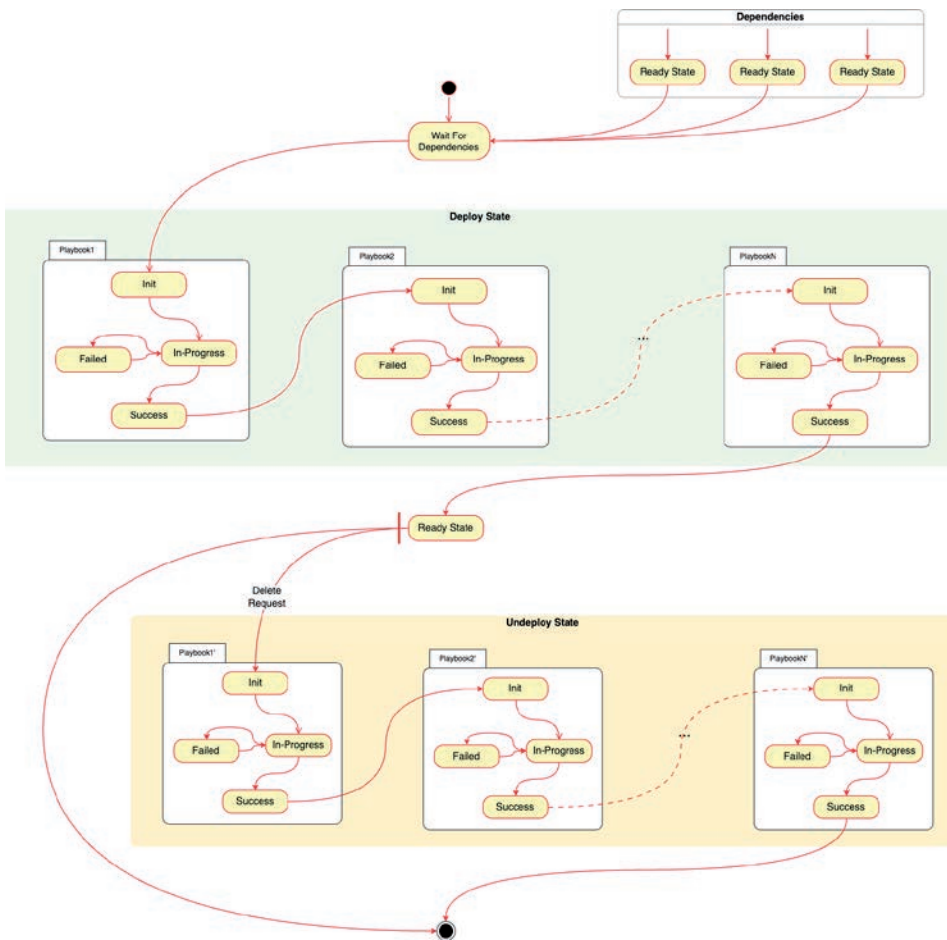 Dependencies
Ready State
Ready State
Ready State
Wait For
Dependencies
Deploy State
Playbook1
Init
Failed
In-Progress
Success
Playbook2
Init
Failed
In-Progress
Success
...
PlaybookN
Init
Failed
In-Progress
Success
Ready State
Delete
Request
Undeploy State
Playbook1'
Init
Failed
In-Progress
Success
Playbook2'
Init
Failed
In-Progress
Success
...
PlaybookN'
Init
Failed
In-Progress
Success